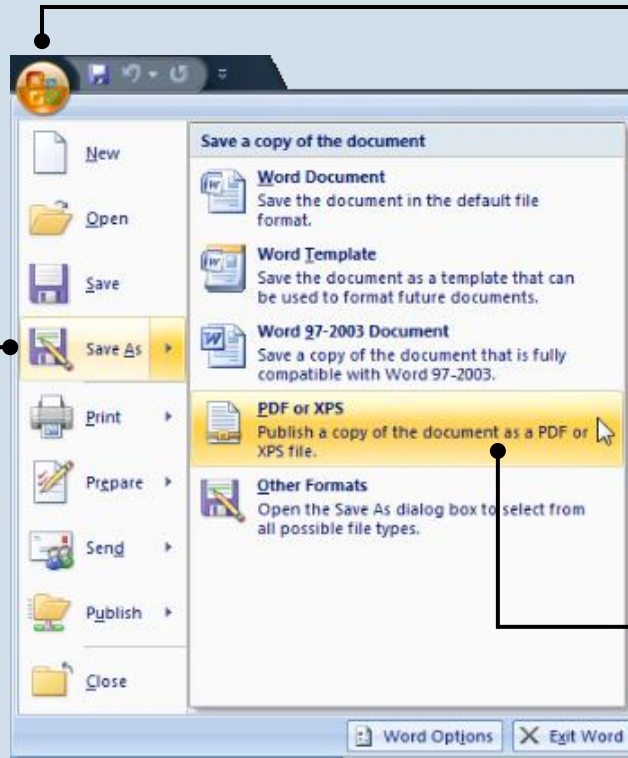 New
Open
Save
Save As
Print
Prepare
Send
Publish
Close
Save a copy of the document
Word Document
Save the document in the default file
format.
Word Template
Save the document as a template that can
be used to format future documents.
Word 97-2003 Document
Save a copy of the document that is fully
compatible with Word 97-2003.
PDF or XPS
Publish a copy of the document as a PDF or
XPS file.
Other Formats
Open the Save As dialog box to select from
all possible file types.
Word Options
Exit Word